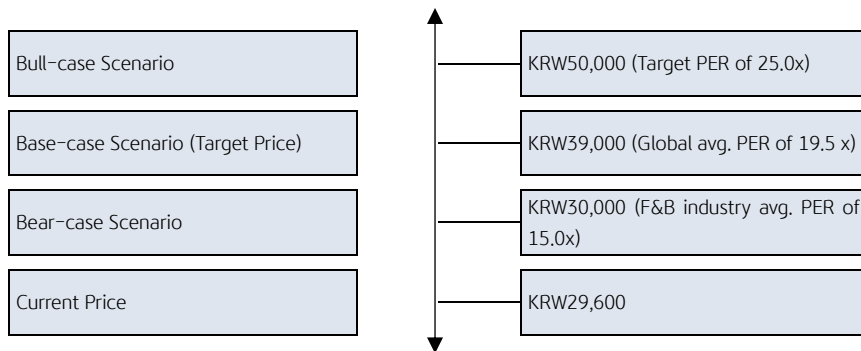 Bull-case Scenario
KRW50,000 (Target PER of 25.0x)
Base-case Scenario (Target Price)
KRW39,000 (Global avg. PER of 19.5 x)
Bear-case Scenario
KRW30,000 (F&B industry avg. PER of
15.0x)
Current Price
KRW29,600